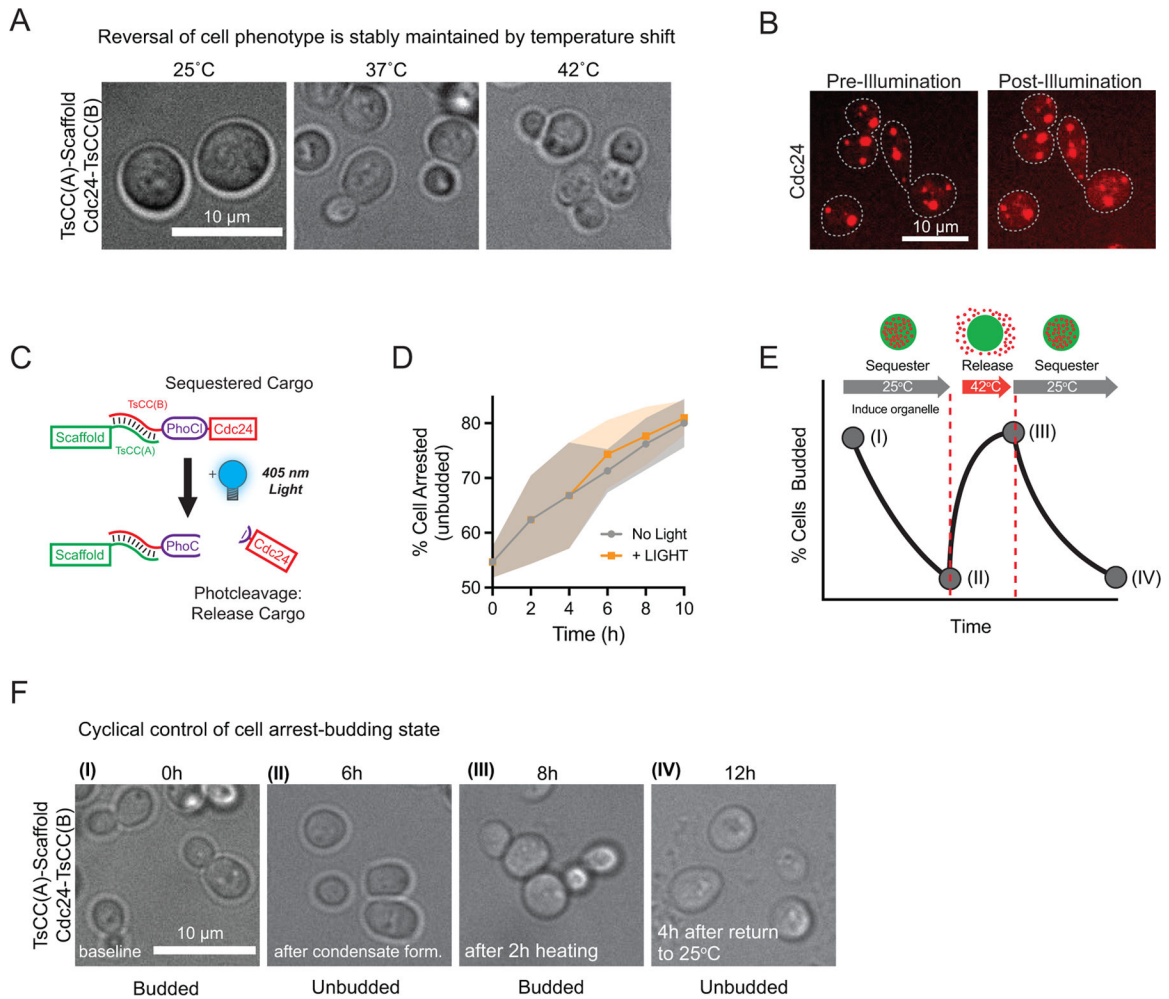 A
Reversal of cell phenotype is stably maintained by temperature shift
25˚C
37˚C
42˚C
TsCC(A)-Scaffold
Cdc24-TsCC(B)
10 µm
B
Pre-Illumination
Post-Illumination
Cdc24
10 µm
C
Sequestered Cargo
TsCC(B)
Scaffold
PhoCl
Cdc24
TsCC(A)
+
405 nm
Light
Scaffold
PhoC
Cdc24
Photcleavage:
Release Cargo
D
% Cell Arrested
(unbudded)
80
70
60
50
No Light
+ LIGHT
0
2
4
6
8
10
Time (h)
E
Sequester
Release
Sequester
25ºC
42ºC
25ºC
Induce organelle
(I)
(III)
(II)
(IV)
% Cells Budded
Time
F
Cyclical control of cell arrest-budding state
(I)
0h
(II)
6h
(III)
8h
(IV)
12h
TsCC(A)-Scaffold
Cdc24-TsCC(B)
10 µm
baseline
after condensate form.
after 2h heating
4h after return
to 25ºC
Budded
Unbudded
Budded
Unbudded